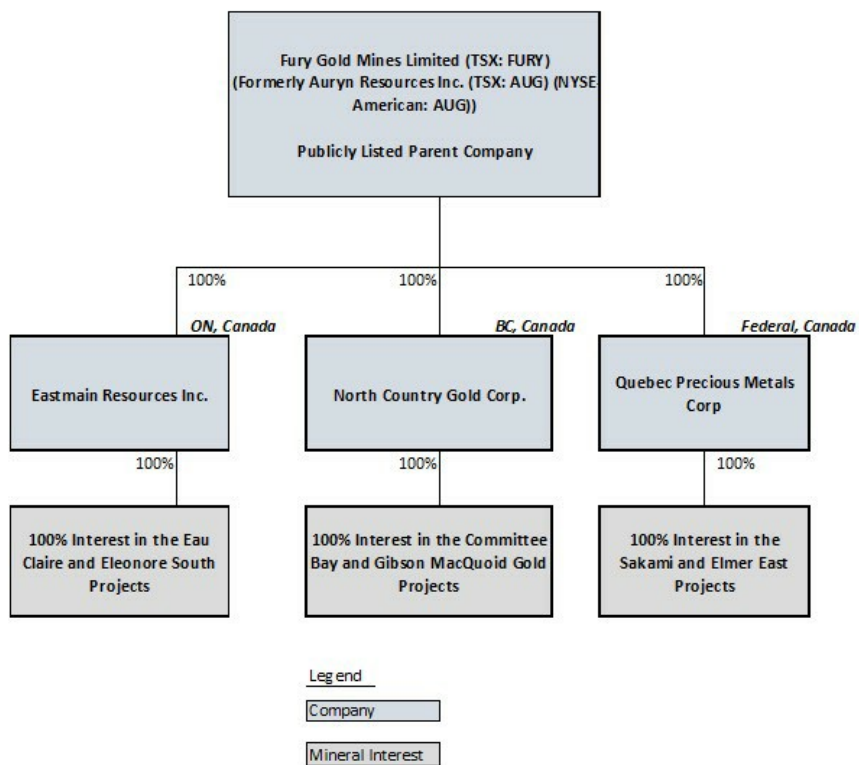 Fury Gold Mines Limited (TSX: FURY)
(Formerly Auryn Resources Inc. (TSX: AUG) (NYSE-
American: AUG))
Publicly Listed Parent Company
100%
100%
100%
ON, Canada
BC, Canada
Federal, Canada
Eastmain Resources Inc.
North Country Gold Corp.
Quebec Precious Metals
Corp
100%
100%
100%
100% Interest in the Eau
Claire and Eleonore South
Projects
100% Interest in the Committee
Bay and Gibson MacQuoid Gold
Projects
100% Interest in the
Sakami and Elmer East
Projects
Legend
Company
Mineral Interest